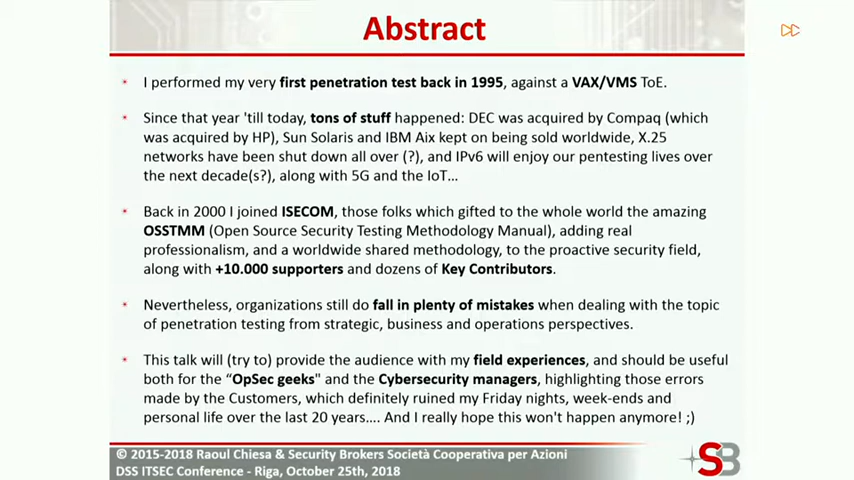 Abstract
• I performed my very first penetration test back in 1995, against a VAX/VMS ToE.
• Since that year 'till today, tons of stuff happened: DEC was acquired by Compaq (which
was acquired by HP), Sun Solaris and IBM Aix kept on being sold worldwide, X.25
networks have been shut down all over (?), and IPv6 will enjoy our pentesting lives over
the next decade(s?), along with 5G and the IoT...
• Back in 2000 I joined ISECOM, those folks which gifted to the whole world the amazing
OSSTMM (Open Source Security Testing Methodology Manual), adding real
professionalism, and a worldwide shared methodology, to the proactive security field,
along with +10.000 supporters and dozens of Key Contributors.
• Nevertheless, organizations still do fall in plenty of mistakes when dealing with the topic
of penetration testing from strategic, business and operations perspectives.
• This talk will (try to) provide the audience with my field experiences, and should be useful
both for the “OpSec geeks" and the Cybersecurity managers, highlighting those errors
made by the Customers, which definitely ruined my Friday nights, week-ends and
personal life over the last 20 years.... And I really hope this won't happen anymore! ;)
© 2015-2018 Raoul Chiesa & Security Brokers Società Cooperativa per Azioni
DSS ITSEC Conference - Riga, October 25th, 2018
SB